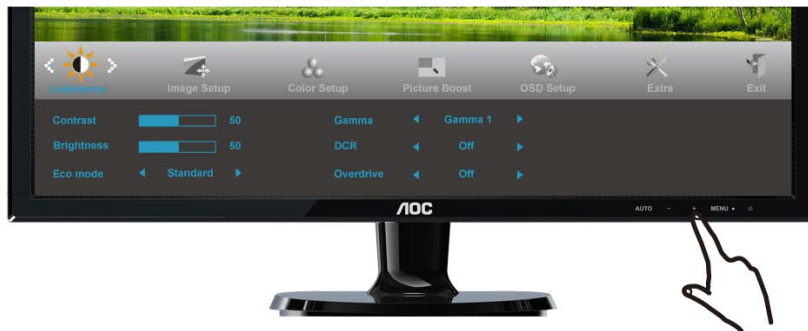 Luminance Image Setup Color Setup Picture Boost OSD Setup Extra Exit
Contrast 50 Gamma Gamma 1
Brightness 50 DCR Off
Eco mode Standard Overdrive Off
AOC
AUTO - + MENU